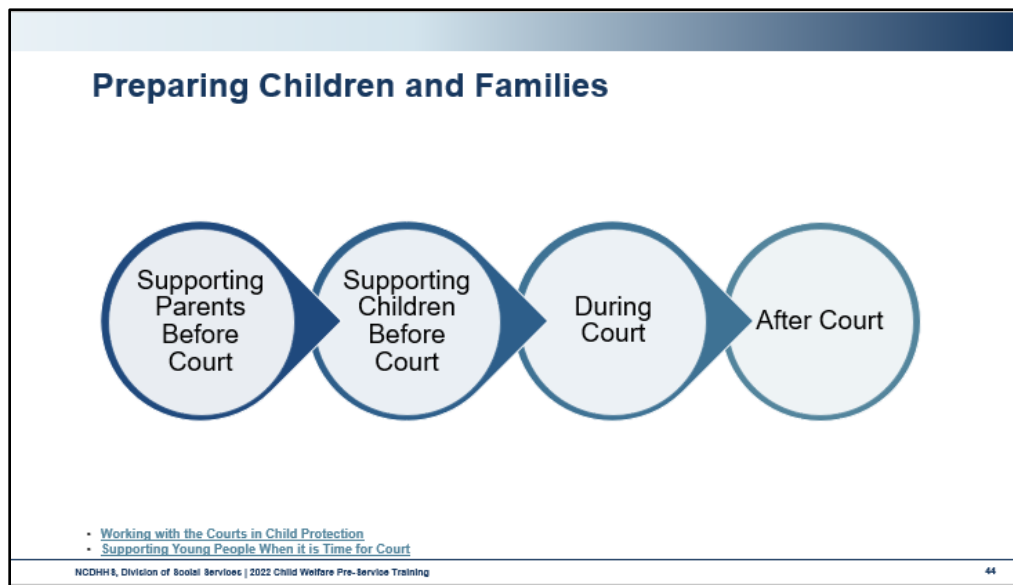 Preparing Children and Families
Supporting
Parents
Before
Court
Supporting
Children
Before
Court
During
Court
After Court
• Working with the Courts in Child Protection
• Supporting Young People When it is Time for Court
NCDHHS, Division of Social Services | 2022 Child Welfare Pre-Service Training
44